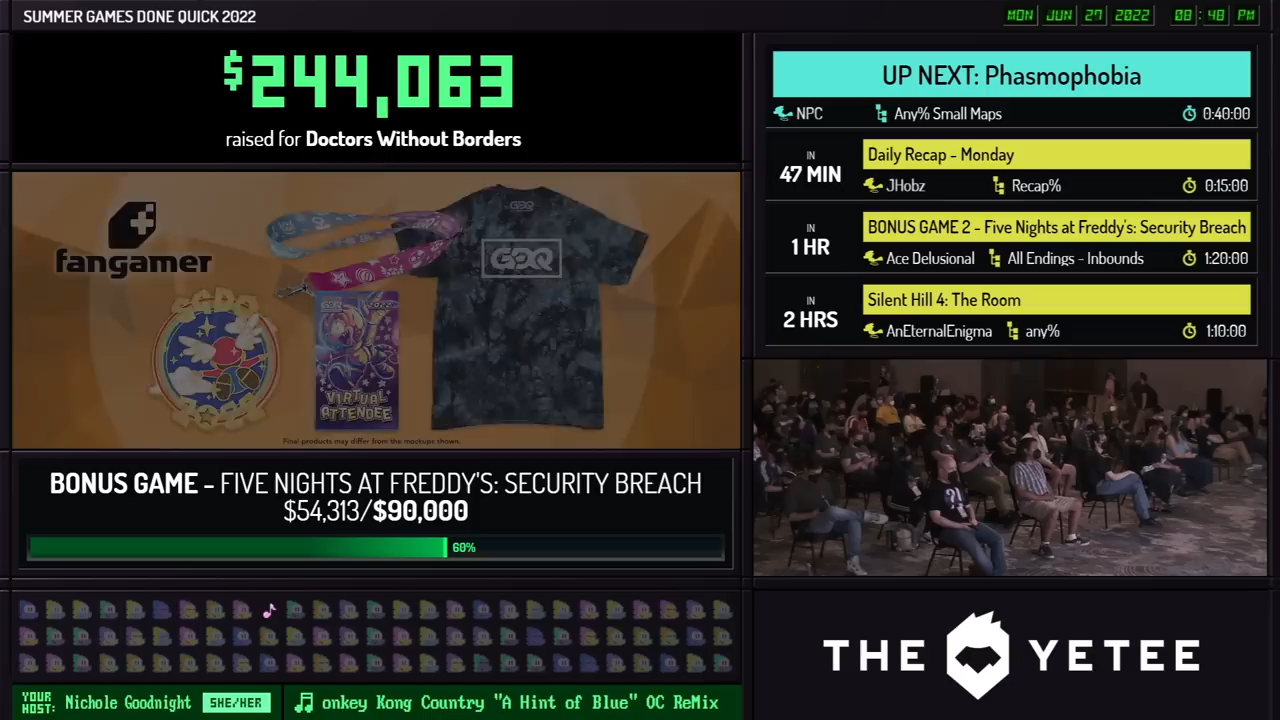 SUMMER GAMES DONE QUICK 2022
MON JUN 27 2022 08:48 PM
$244,063
raised for Doctors Without Borders
fangamer
GDQ
GDQ
VIRTUAL
ATTENDEE
Final products may differ from the mockups shown.
BONUS GAME - FIVE NIGHTS AT FREDDY'S: SECURITY BREACH
$54,313/$90,000
60%
YOUR HOST: Nichole Goodnight SHE/HER
onkey Kong Country "A Hint of Blue" OC ReMix
UP NEXT: Phasmophobia
NPC Any% Small Maps 0:40:00
IN
47 MIN
Daily Recap - Monday
JHobz Recap% 0:15:00
IN
1 HR
BONUS GAME 2 - Five Nights at Freddy's: Security Breach
Ace Delusional All Endings - Inbounds 1:20:00
IN
2 HRS
Silent Hill 4: The Room
AnEternalEnigma any% 1:10:00
THE YETEE